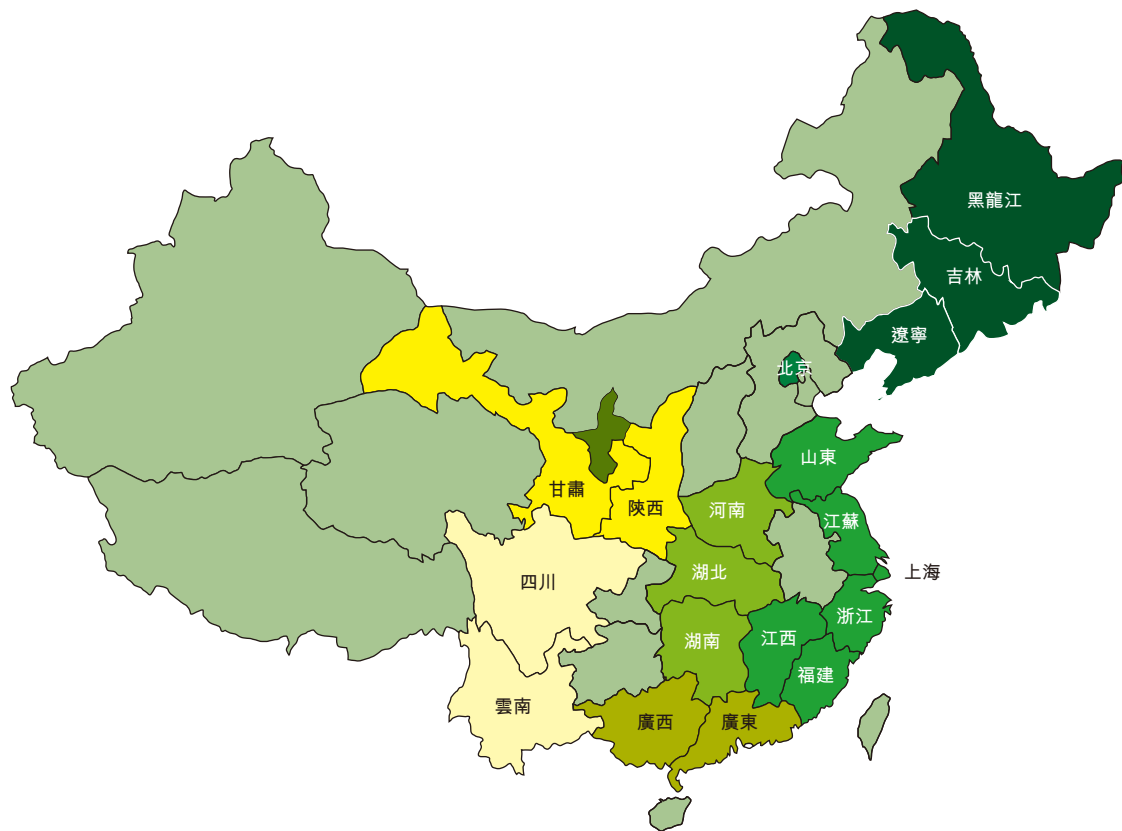 黑龍江
吉林
遼寧
北京
山東
甘肅
陝西
河南
江蘇
四川
湖北
上海
浙江
湖南
江西
福建
雲南
廣西
廣東